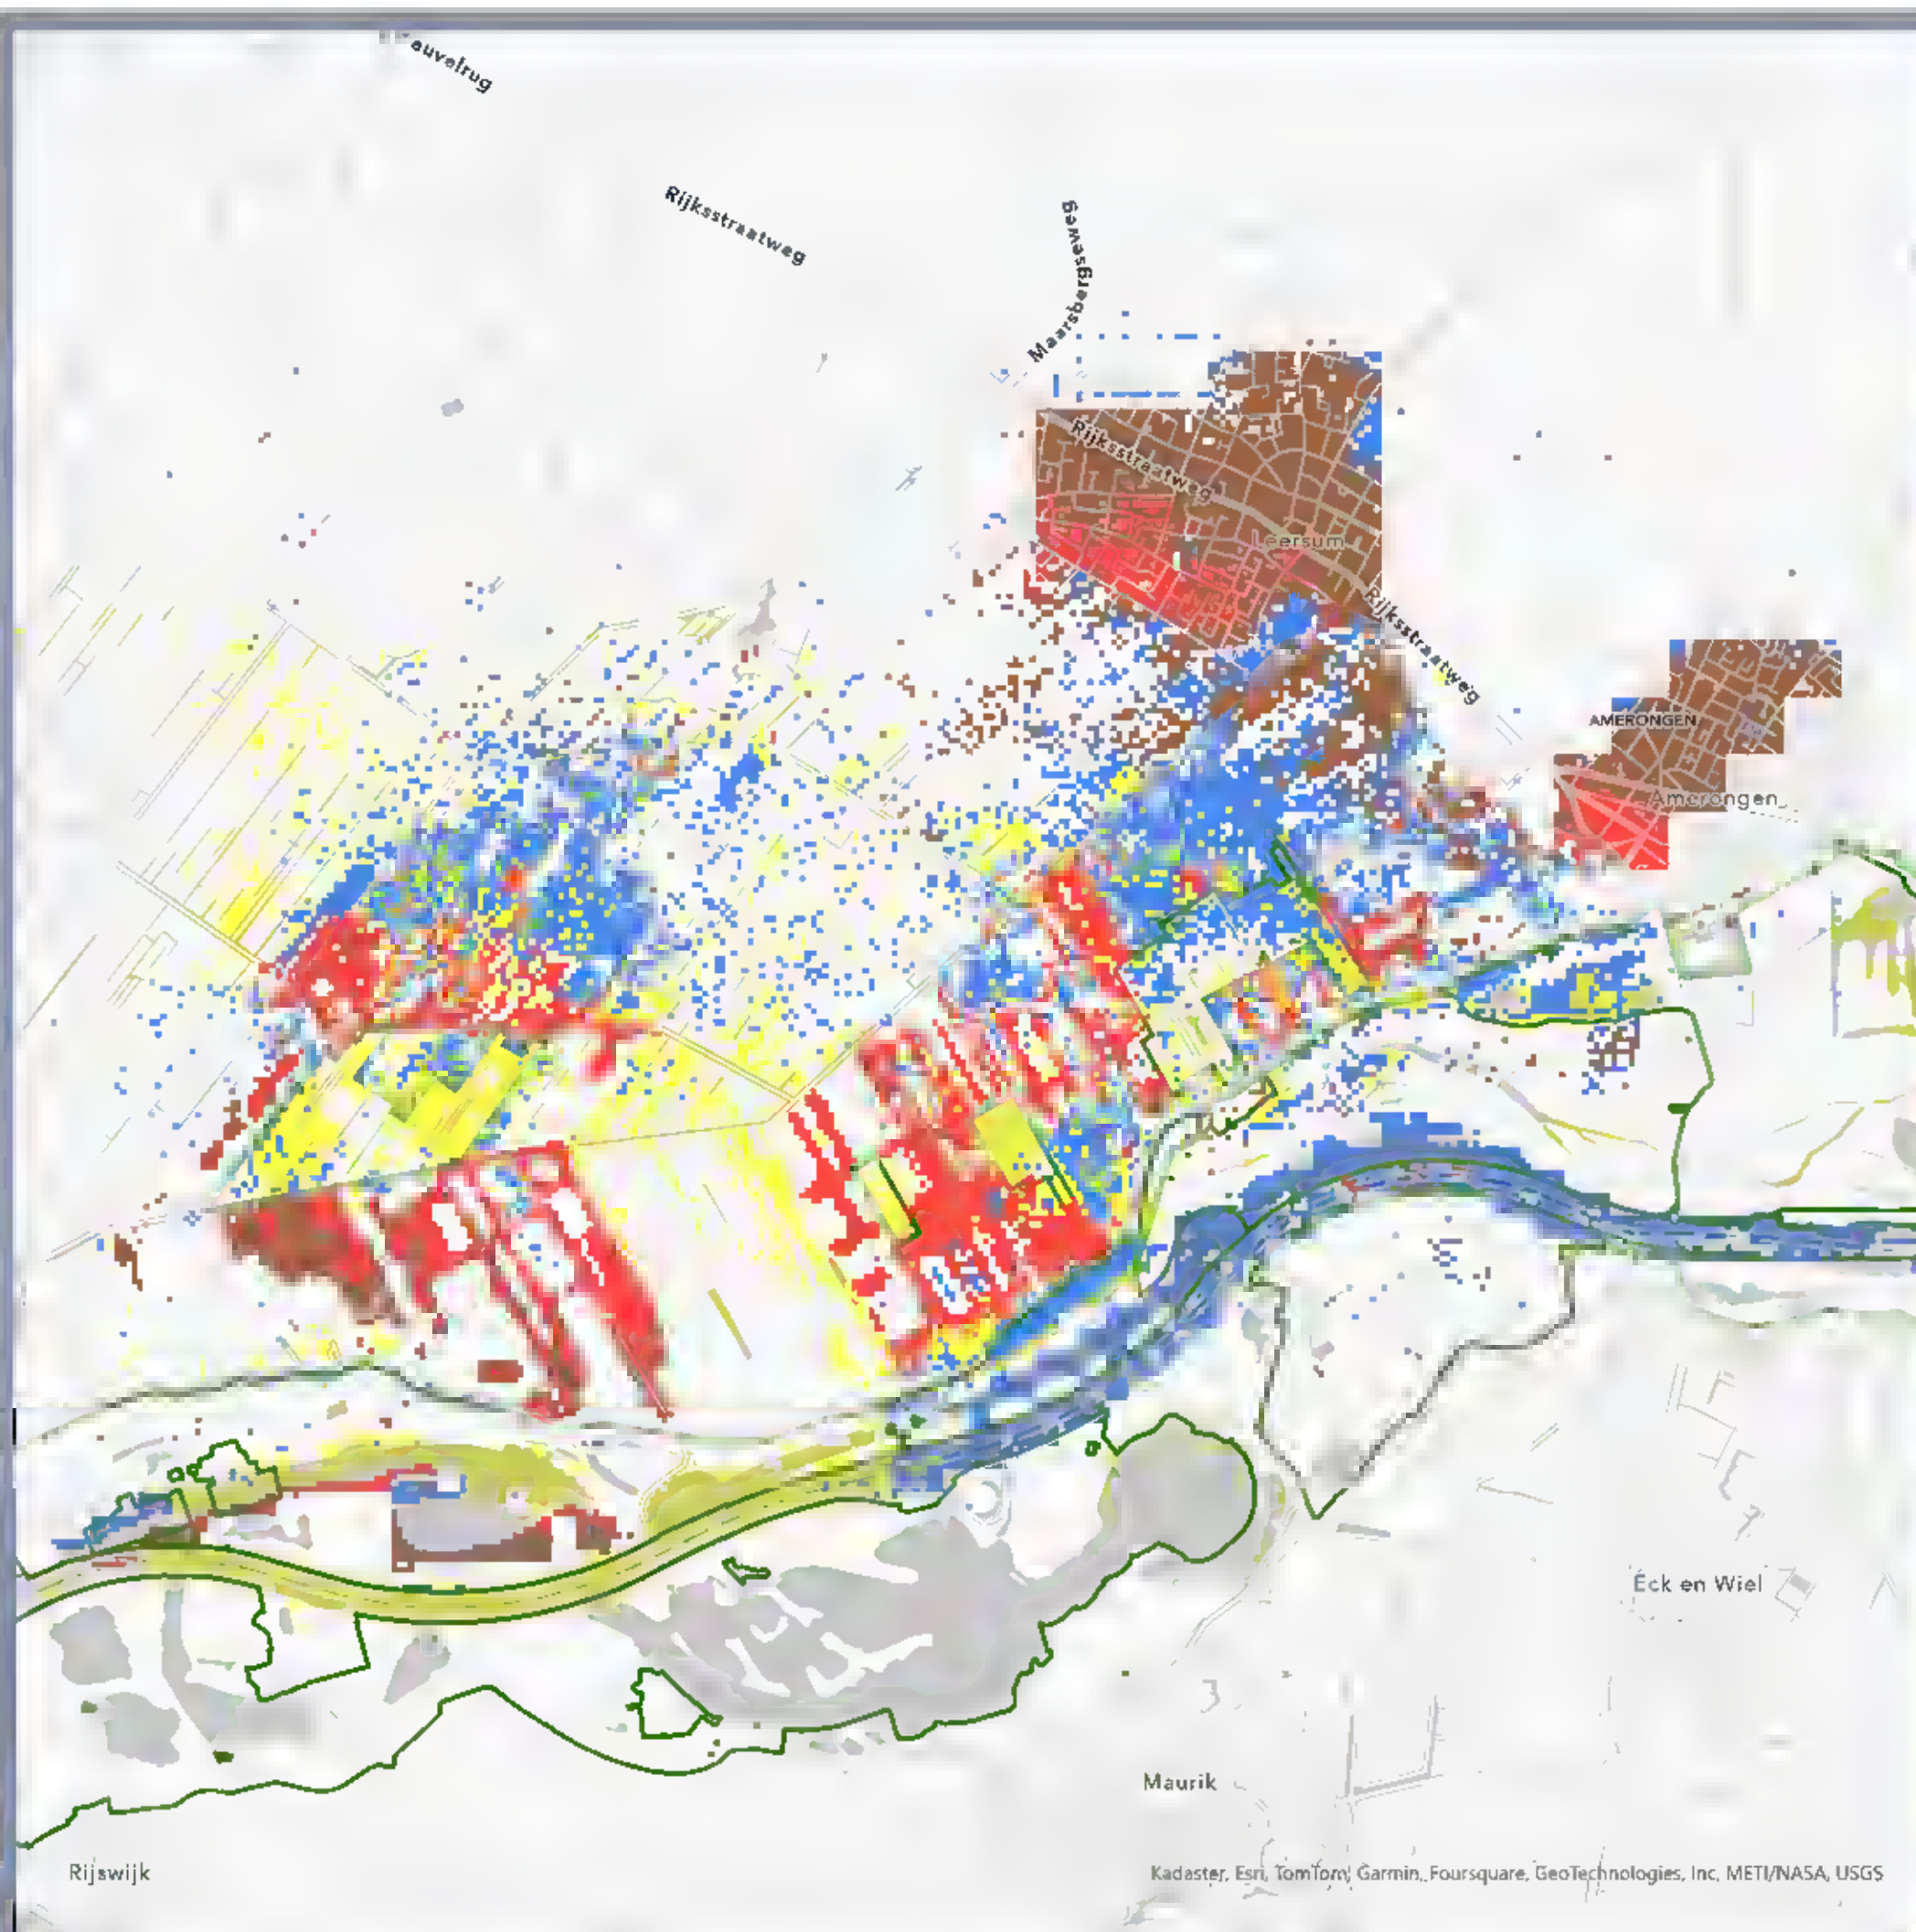 auvelrug
Rijksstraatweg
Maarsbergseweg
Rijksstraatweg
Leersum
Rijksstraatweg
AMERONGEN
Amerongen
Eck en Wiel
Maurik
Rijswijk
Kadaster, Esri, TomTom, Garmin, Foursquare, GeoTechnologies, Inc, METI/NASA, USGS